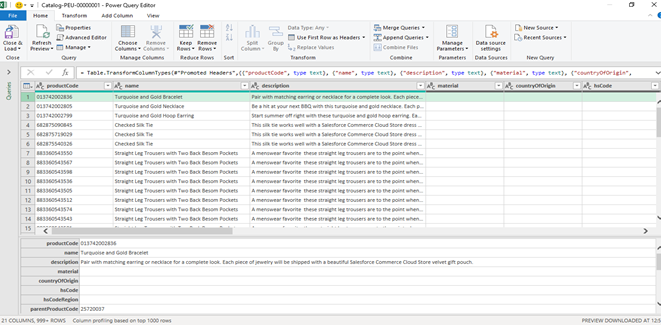 Catalog-PEU-00000001 - Power Query Editor
File Home Transform Add Column View
Close & Load
Refresh Preview
Properties
Advanced Editor
Manage
Choose Columns
Remove Columns
Keep Rows
Remove Rows
Split Column
Group By
Data Type: Any
Use First Row as Headers
Replace Values
Merge Queries
Append Queries
Combine Files
Manage Parameters
Data source settings
New Source
Recent Sources
Close Query Manage Columns Reduce Rows Sort Transform Combine Parameters Data Sources New Query
= Table.TransformColumnTypes(#"Promoted Headers",{{"productCode", type text}, {"name", type text}, {"description", type text}, {"material", type text}, {"countryOfOrigin",
Queries
productCode name description material countryOfOrigin hsCode
1 013742002836 Turquoise and Gold Bracelet Pair with matching earring or necklace for a complete look. Each piece...
2 013742002805 Turquoise and Gold Necklace Be a hit at your next BBQ with this turquoise and gold necklace. Each p...
3 013742002799 Turquoise and Gold Hoop Earring Start summer off right with these turquoise and gold hoop earring. Ea...
4 682875090845 Checked Silk Tie This silk tie works well with a Salesforce Commerce Cloud Store dress ...
5 682875719029 Checked Silk Tie This silk tie works well with a Salesforce Commerce Cloud Store dress ...
6 682875540326 Checked Silk Tie This silk tie works well with a Salesforce Commerce Cloud Store dress ...
7 883360543550 Straight Leg Trousers with Two Back Besom Pockets A menswear favorite these straight leg trousers are to the point when...
8 883360543567 Straight Leg Trousers with Two Back Besom Pockets A menswear favorite these straight leg trousers are to the point when...
9 883360543598 Straight Leg Trousers with Two Back Besom Pockets A menswear favorite these straight leg trousers are to the point when...
10 883360543536 Straight Leg Trousers with Two Back Besom Pockets A menswear favorite these straight leg trousers are to the point when...
11 883360543505 Straight Leg Trousers with Two Back Besom Pockets A menswear favorite these straight leg trousers are to the point when...
12 883360543512 Straight Leg Trousers with Two Back Besom Pockets A menswear favorite these straight leg trousers are to the point when...
13 883360543574 Straight Leg Trousers with Two Back Besom Pockets A menswear favorite these straight leg trousers are to the point when...
14 883360543543 Straight Leg Trousers with Two Back Besom Pockets A menswear favorite these straight leg trousers are to the point when...
15
productCode 013742002836
name Turquoise and Gold Bracelet
description Pair with matching earring or necklace for a complete look. Each piece of jewelry will be shipped with a beautiful Salesforce Commerce Cloud Store velvet gift pouch.
material
countryOfOrigin
hsCode
hsCodeRegion
parentProductCode 25720037
21 COLUMNS, 999+ ROWS Column profiling based on top 1000 rows PREVIEW DOWNLOADED AT 12:5